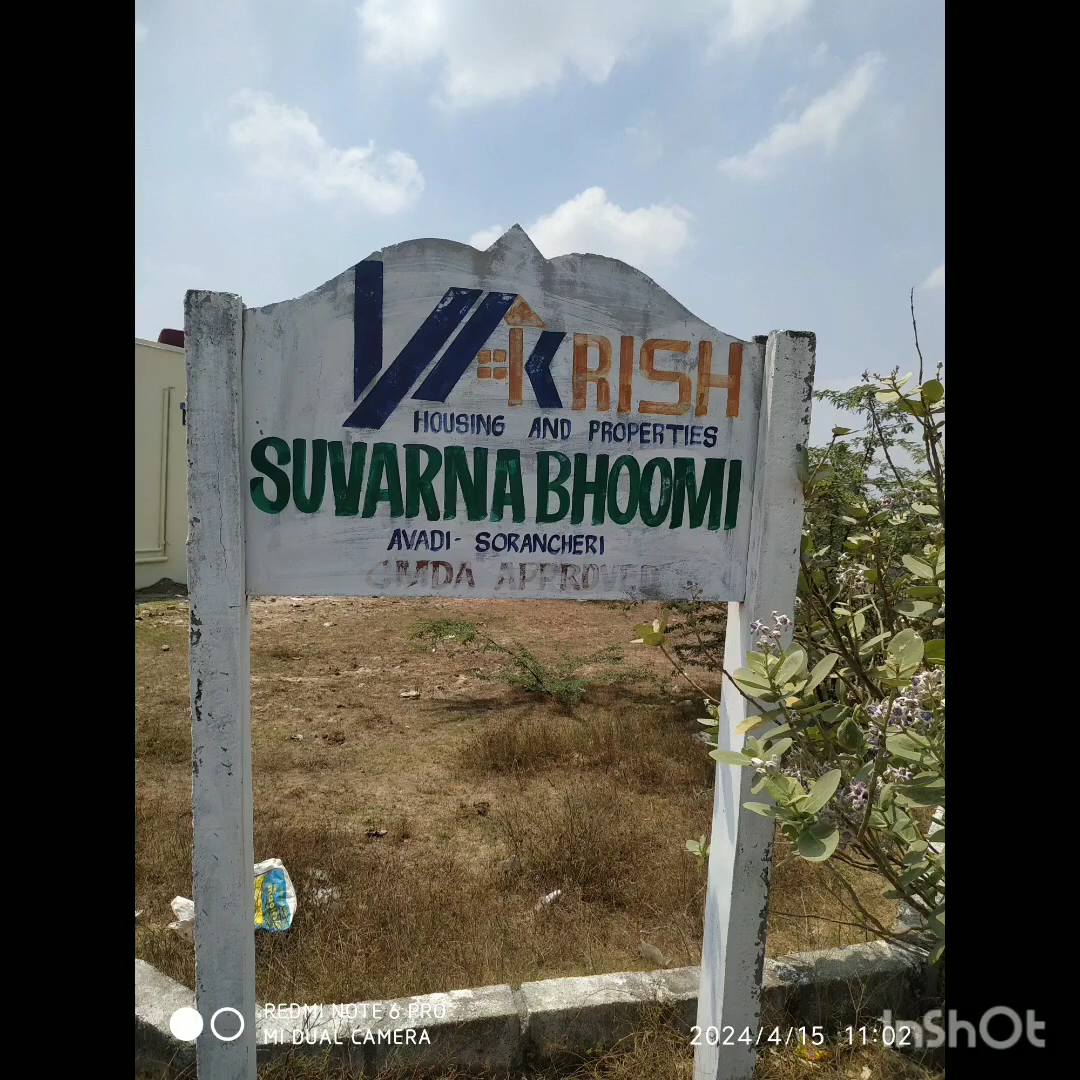 VKRISH
HOUSING AND PROPERTIES
SUVARNA BHOOMI
AVADI- SORANCHERI
CMDA APPROVED
REDMI NOTE 6 PRO
MI DUAL CAMERA
2024/4/15 11:02
InShOt